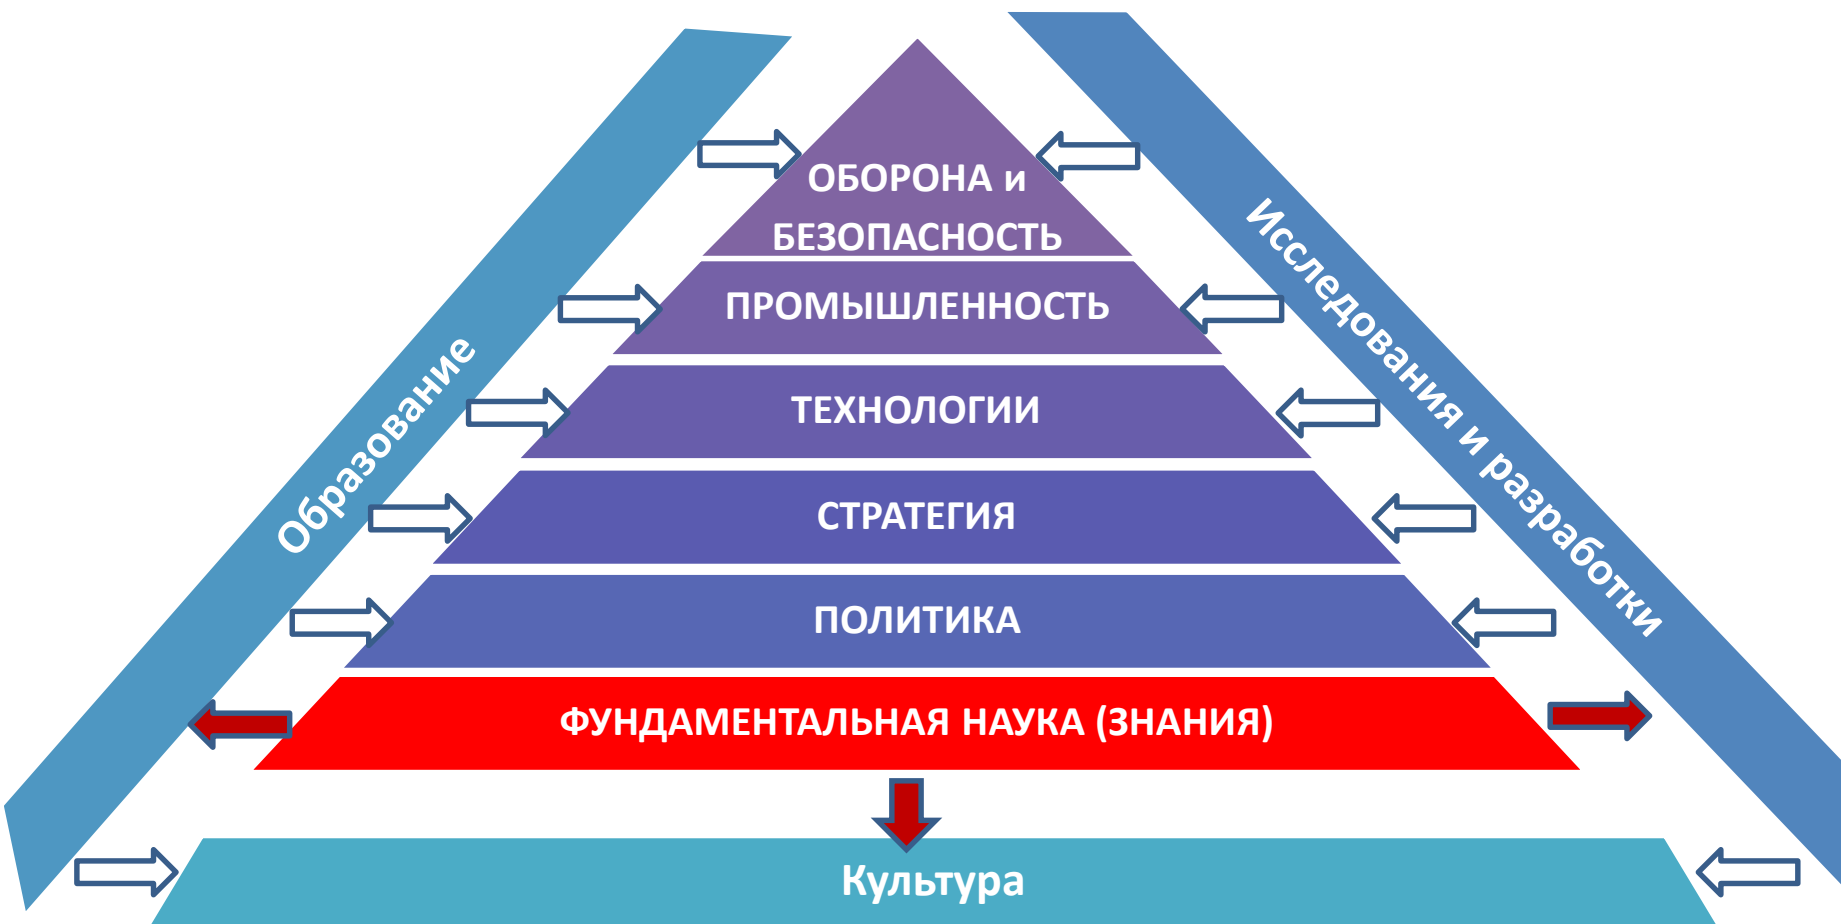 ОБОРОНА и
БЕЗОПАСНОСТЬ
ПРОМЫШЛЕННОСТЬ
ТЕХНОЛОГИИ
СТРАТЕГИЯ
ПОЛИТИКА
ФУНДАМЕНТАЛЬНАЯ НАУКА (ЗНАНИЯ)
Культура
Образование
Исследования и разработки